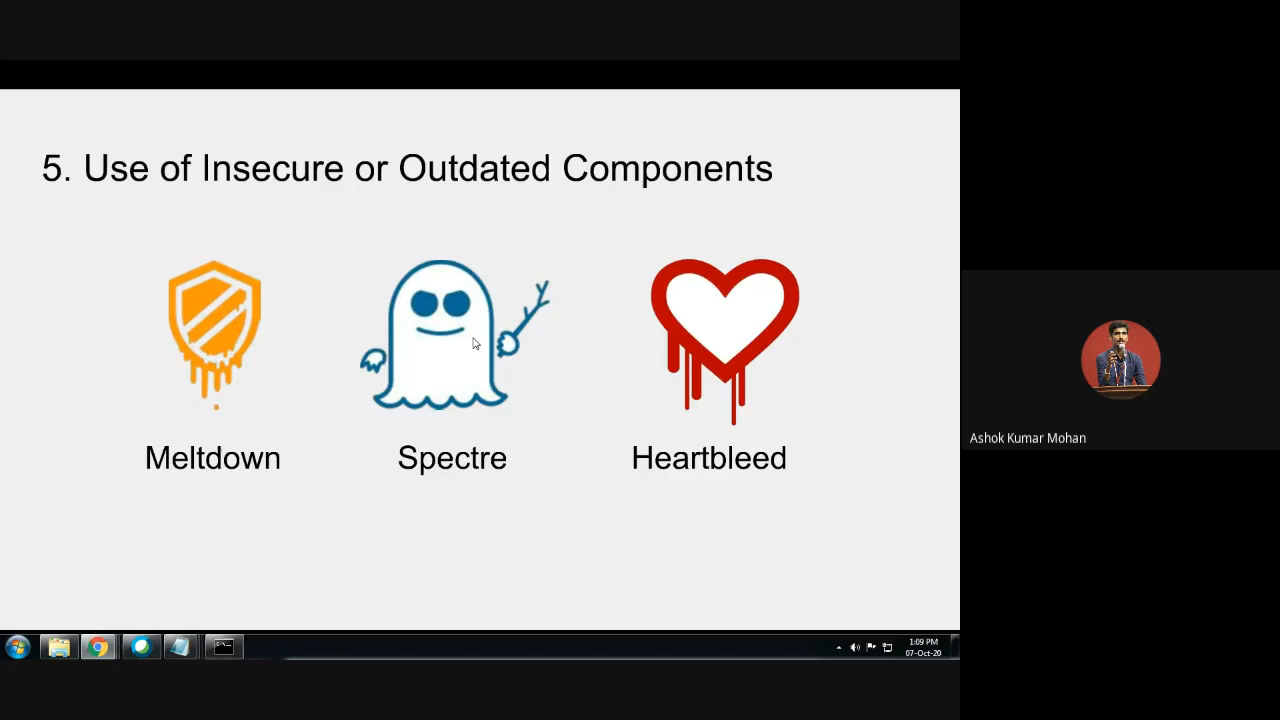 5. Use of Insecure or Outdated Components
Meltdown
Spectre
Heartbleed
Ashok Kumar Mohan
1:09 PM
07-Oct-20